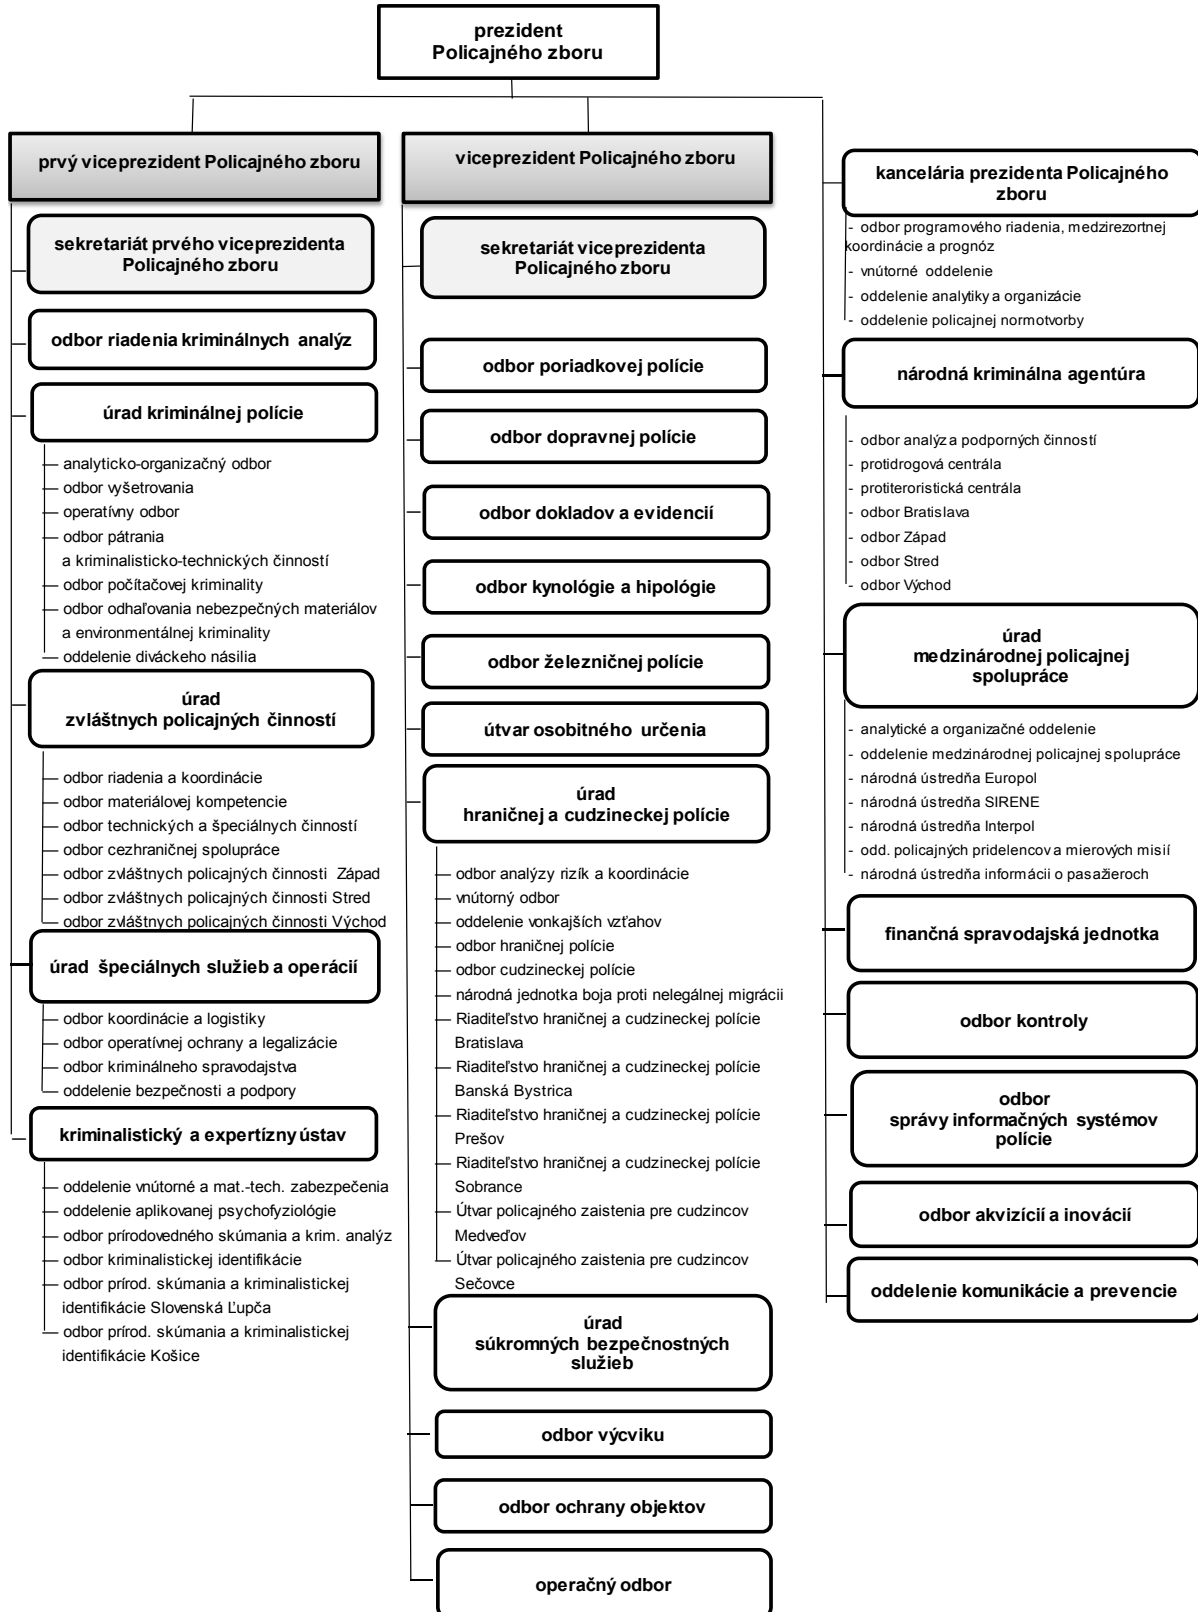 prezident
Policajného zboru
prvý viceprezident Policajného zboru
sekretariát prvého viceprezidenta
Policajného zboru
odbor riadenia kriminálnych analýz
úrad kriminálnej polície
analyticko-organizačný odbor
odbor vyšetrovania
operatívny odbor
odbor pátrania
a kriminalisticko-technických činností
odbor počítačovej kriminality
odbor odhaľovania nebezpečných materiálov
a environmentálnej kriminality
oddelenie diváckeho násilia
úrad
zvláštnych policajných činností
odbor riadenia a koordinácie
odbor materiálovej kompetencie
odbor technických a špeciálnych činností
odbor cezhraničnej spolupráce
odbor zvláštnych policajných činnosti Západ
odbor zvláštnych policajných činnosti Stred
odbor zvláštnych policajných činnosti Východ
úrad špeciálnych služieb a operácií
odbor koordinácie a logistiky
odbor operatívnej ochrany a legalizácie
odbor kriminálneho spravodajstva
oddelenie bezpečnosti a podpory
kriminalistický a expertízny ústav
oddelenie vnútorné a mat.-tech. zabezpečenia
oddelenie aplikovanej psychofyziológie
odbor prírodovedného skúmania a krim. analýz
odbor kriminalistickej identifikácie
odbor prírod. skúmania a kriminalistickej
identifikácie Slovenská Ľupča
odbor prírod. skúmania a kriminalistickej
identifikácie Košice
viceprezident Policajného zboru
sekretariát viceprezidenta
Policajného zboru
odbor poriadkovej polície
odbor dopravnej polície
odbor dokladov a evidencií
odbor kynológie a hipológie
odbor železničnej polície
útvar osobitného určenia
úrad
hraničnej a cudzineckej polície
odbor analýzy rizík a koordinácie
vnútorný odbor
oddelenie vonkajších vzťahov
odbor hraničnej polície
odbor cudzineckej polície
národná jednotka boja proti nelegálnej migrácii
Riaditeľstvo hraničnej a cudzineckej polície
Bratislava
Riaditeľstvo hraničnej a cudzineckej polície
Banská Bystrica
Riaditeľstvo hraničnej a cudzineckej polície
Prešov
Riaditeľstvo hraničnej a cudzineckej polície
Sobrance
Útvar policajného zaistenia pre cudzincov
Medveďov
Útvar policajného zaistenia pre cudzincov
Sečovce
úrad
súkromných bezpečnostných
služieb
odbor výcviku
odbor ochrany objektov
operačný odbor
kancelária prezidenta Policajného
zboru
- odbor programového riadenia, medzirezortnej
koordinácie a prognóz
- vnútorné oddelenie
- oddelenie analytiky a organizácie
- oddelenie policajnej normotvorby
národná kriminálna agentúra
- odbor analýz a podporných činností
- protidrogová centrála
- protiteroristická centrála
- odbor Bratislava
- odbor Západ
- odbor Stred
- odbor Východ
úrad
medzinárodnej policajnej
spolupráce
- analytické a organizačné oddelenie
- oddelenie medzinárodnej policajnej spolupráce
- národná ústredňa Europol
- národná ústredňa SIRENE
- národná ústredňa Interpol
- odd. policajných pridelencov a mierových misií
- národná ústredňa informácii o pasažieroch
finančná spravodajská jednotka
odbor kontroly
odbor
správy informačných systémov
polície
odbor akvizícií a inovácií
oddelenie komunikácie a prevencie